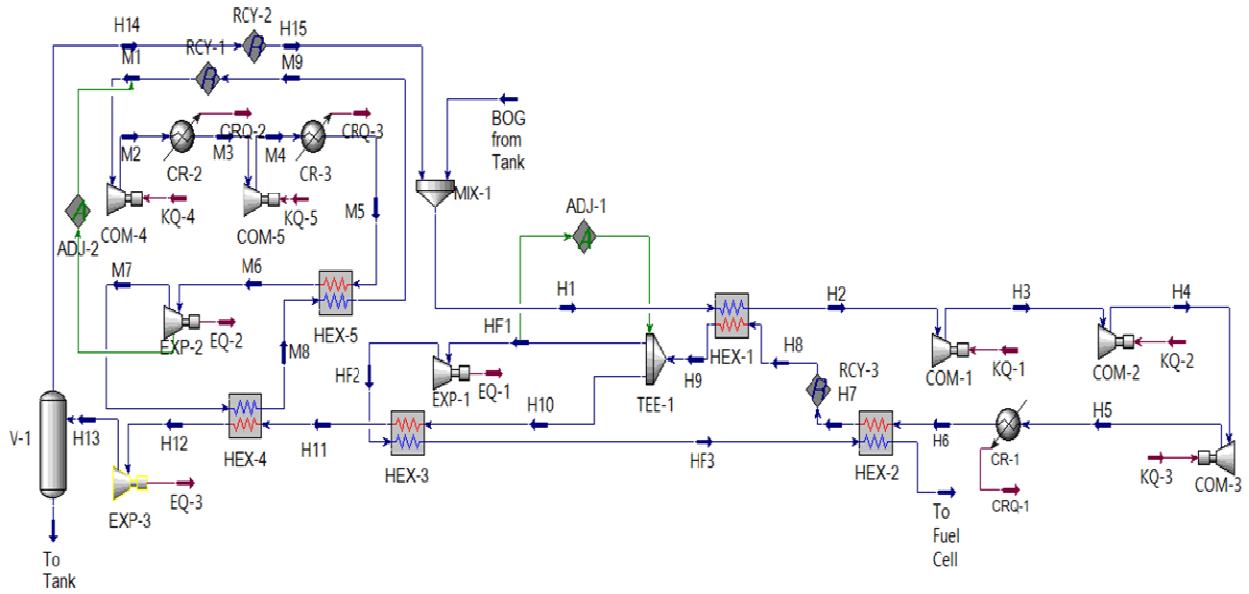 RCY-2
H14
H15
RCY-1
M1
M9
CRQ-2
CRQ-3
BOG
from
Tank
M2
M3
M4
CR-2
CR-3
MIX-1
KQ-4
KQ-5
M5
COM-4
COM-5
ADJ-1
ADJ-2
M7
M6
H1
H2
H3
H4
HEX-5
HF1
EXP-2
EQ-2
M8
HEX-1
H8
KQ-1
KQ-2
COM-1
COM-2
HF2
EXP-1
EQ-1
TEE-1
H9
RCY-3
H7
V-1
H13
H12
H11
H10
H6
H5
HEX-4
HEX-3
HF3
HEX-2
CR-1
KQ-3
COM-3
EQ-3
EXP-3
CRQ-1
To
Tank
To
Fuel
Cell
R
R
A
A
R